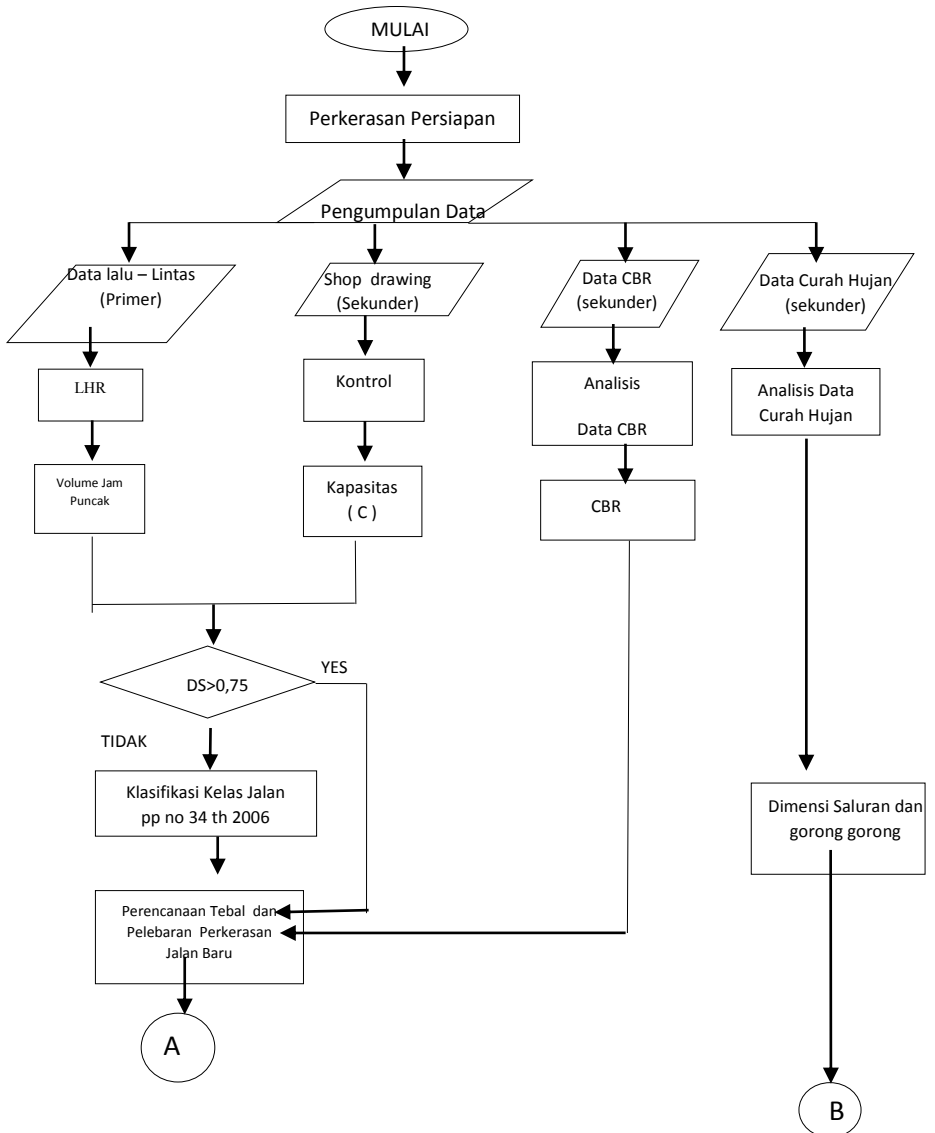 MULAI
Perkerasan Persiapan
Pengumpulan Data
Data lalu – Lintas
(Primer)
Shop drawing
(Sekunder)
Data CBR
(sekunder)
Data Curah Hujan
(sekunder)
LHR
Kontrol
Analisis
Data CBR
Analisis Data
Curah Hujan
Volume Jam
Puncak
Kapasitas
( C )
CBR
DS>0,75
YES
TIDAK
Klasifikasi Kelas Jalan
pp no 34 th 2006
Dimensi Saluran dan
gorong gorong
Perencanaan Tebal dan
Pelebaran Perkerasan
Jalan Baru
A
B